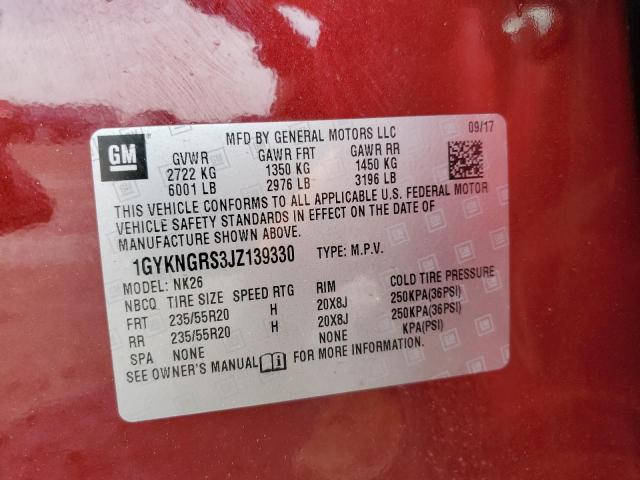 GM
MFD BY GENERAL MOTORS LLC 09/17
GVWR GAWR FRT GAWR RR
2722 KG 1350 KG 1450 KG
6001 LB 2976 LB 3196 LB
THIS VEHICLE CONFORMS TO ALL APPLICABLE U.S. FEDERAL MOTOR
VEHICLE SAFETY STANDARDS IN EFFECT ON THE DATE OF
MANUFACTURE SHOWN ABOVE.
1GYKNGRS3JZ139330 TYPE: M.P.V.
MODEL: NK26
NBCQ TIRE SIZE SPEED RTG RIM COLD TIRE PRESSURE
FRT 235/55R20 H 20X8J 250KPA(36PSI)
RR 235/55R20 H 20X8J 250KPA(36PSI)
SPA NONE NONE KPA(PSI)
SEE OWNER'S MANUAL i FOR MORE INFORMATION.